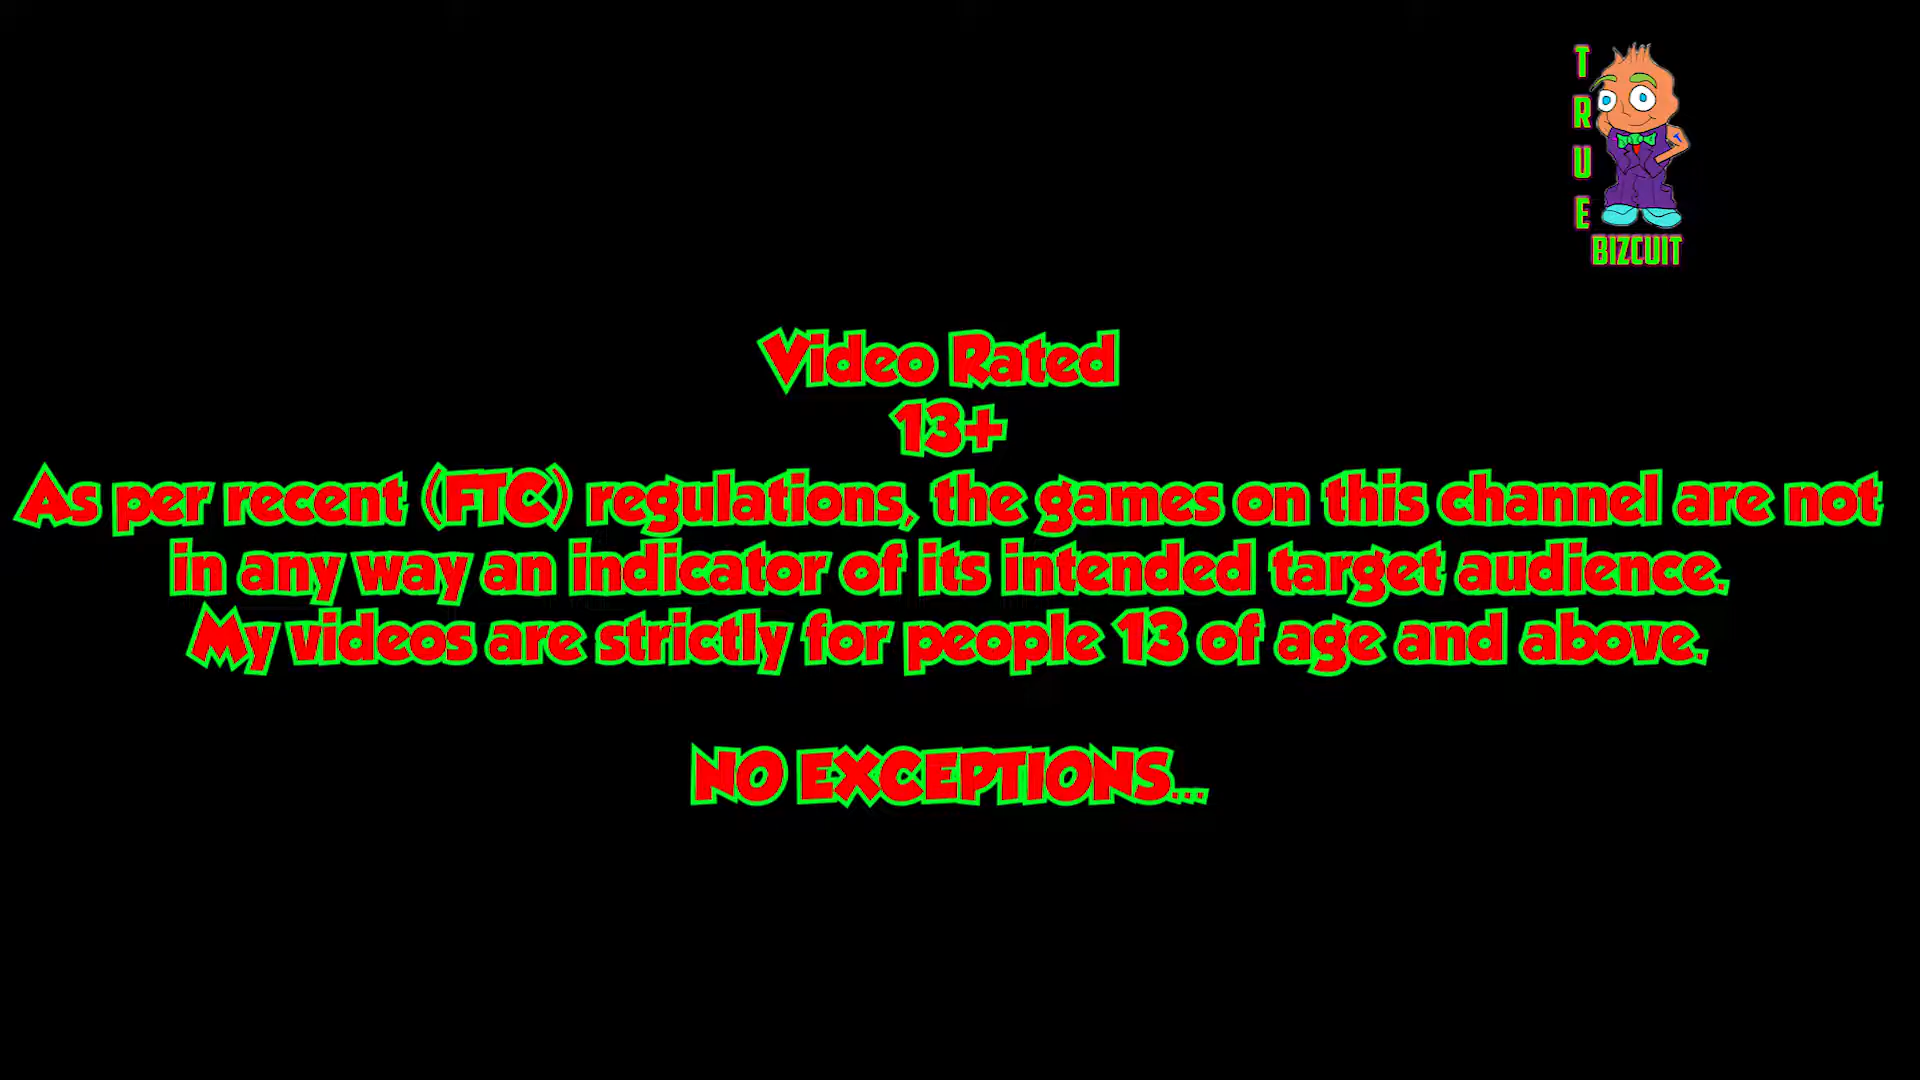 TRUE
BIZCUIT
Video Rated
13+
As per recent (FTC) regulations, the games on this channel are not
in any way an indicator of its intended target audience.
My videos are strictly for people 13 of age and above.
NO EXCEPTIONS...